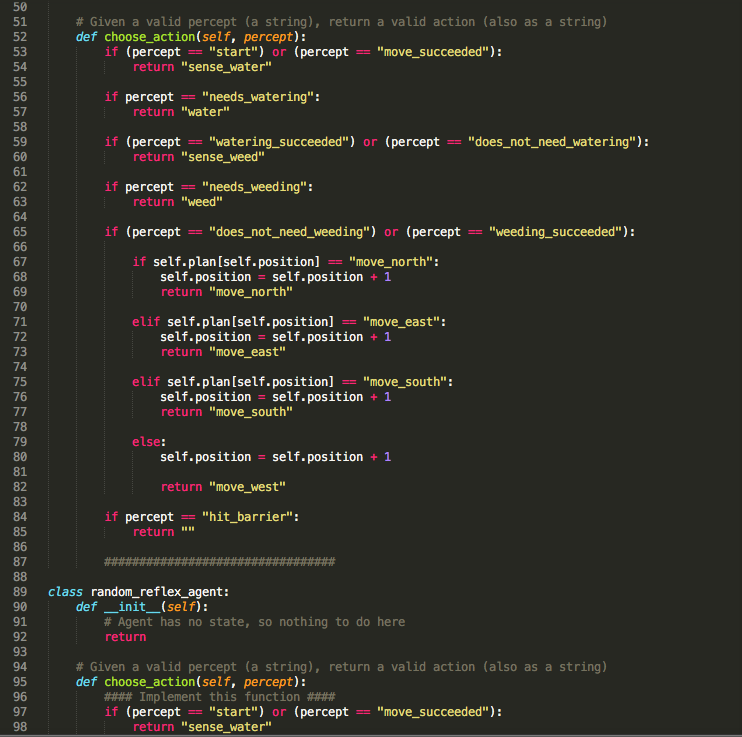 50
51 # Given a valid percept (a string), return a valid action (also as a string)
52 def choose_action(self, percept):
53 if (percept == "start") or (percept == "move_succeeded"):
54 return "sense_water"
55
56 if percept == "needs_watering":
57 return "water"
58
59 if (percept == "watering_succeeded") or (percept == "does_not_need_watering"):
60 return "sense_weed"
61
62 if percept == "needs_weeding":
63 return "weed"
64
65 if (percept == "does_not_need_weeding") or (percept == "weeding_succeeded"):
66
67 if self.plan[self.position] == "move_north":
68 self.position = self.position + 1
69 return "move_north"
70
71 elif self.plan[self.position] == "move_east":
72 self.position = self.position + 1
73 return "move_east"
74
75 elif self.plan[self.position] == "move_south":
76 self.position = self.position + 1
77 return "move_south"
78
79 else:
80 self.position = self.position + 1
81
82 return "move_west"
83
84 if percept == "hit_barrier":
85 return ""
86
87 #################################
88
89 class random_reflex_agent:
90 def __init__(self):
91 # Agent has no state, so nothing to do here
92 return
93
94 # Given a valid percept (a string), return a valid action (also as a string)
95 def choose_action(self, percept):
96 #### Implement this function ####
97 if (percept == "start") or (percept == "move_succeeded"):
98 return "sense_water"